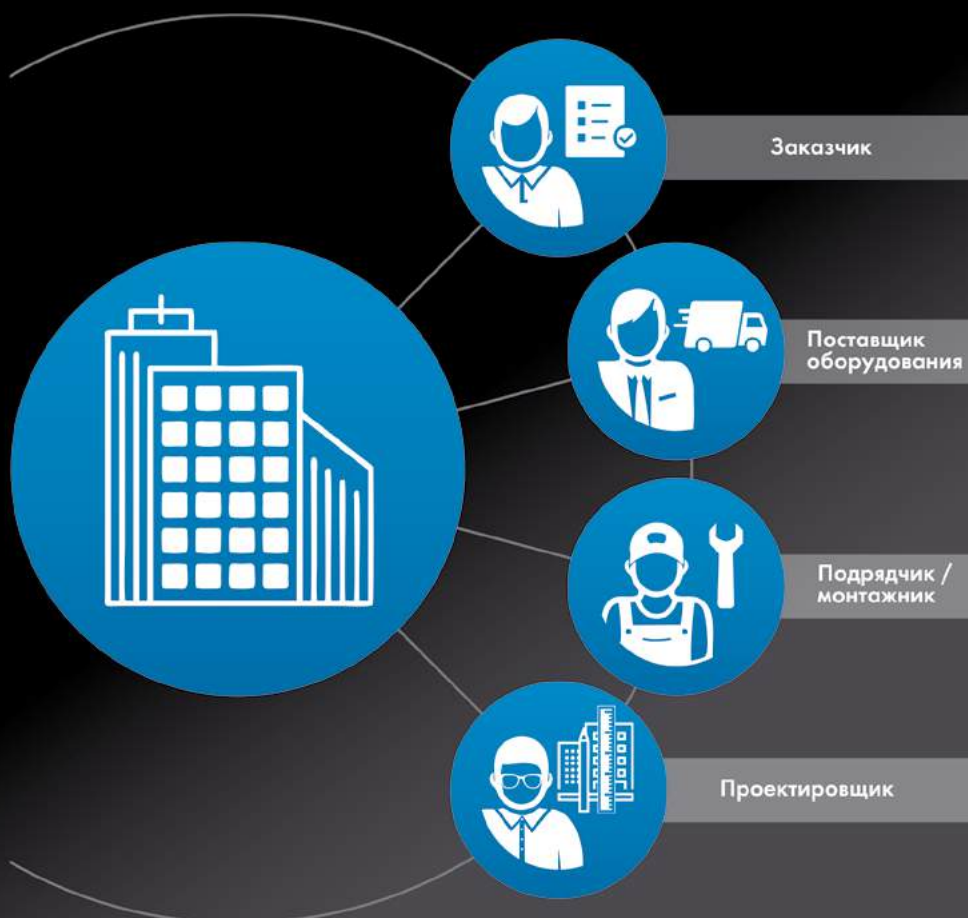 Заказчик
Поставщик
оборудования
Подрядчик /
монтажник
Проектировщик